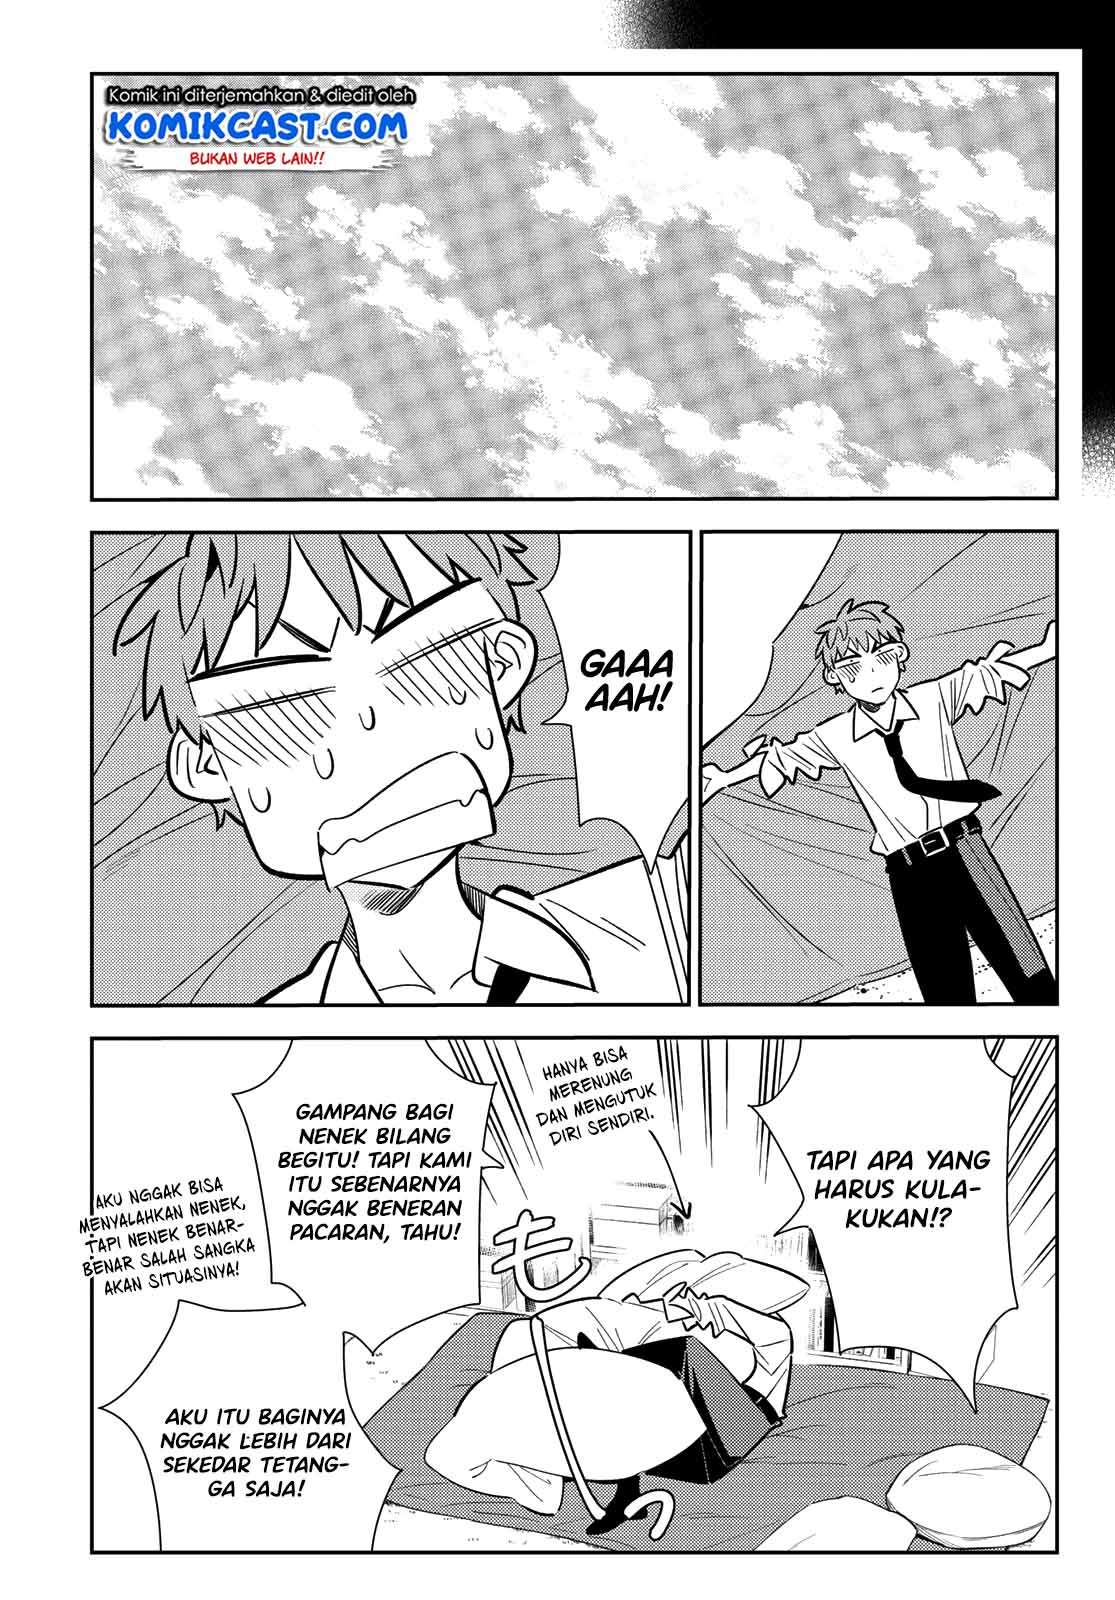 Komik ini diterjemahkan & diedit oleh
KOMIKCAST.COM
BUKAN WEB LAIN!!
GAAA
AAH!
TAPI APA YANG
HARUS KULA-
KUKAN!?
HANYA BISA
MERENUNG
DAN MENGUTUK
DIRI SENDIRI.
GAMPANG BAGI
NENEK BILANG
BEGITU! TAPI KAMI
ITU SEBENARNYA
NGGAK BENERAN
PACARAN, TAHU!
AKU NGGAK BISA
MENYALAHKAN NENEK,
TAPI NENEK BENAR-
BENAR SALAH SANGKA
AKAN SITUASINYA!
AKU ITU BAGINYA
NGGAK LEBIH DARI
SEKEDAR TETANG-
GA SAJA!
もーっ